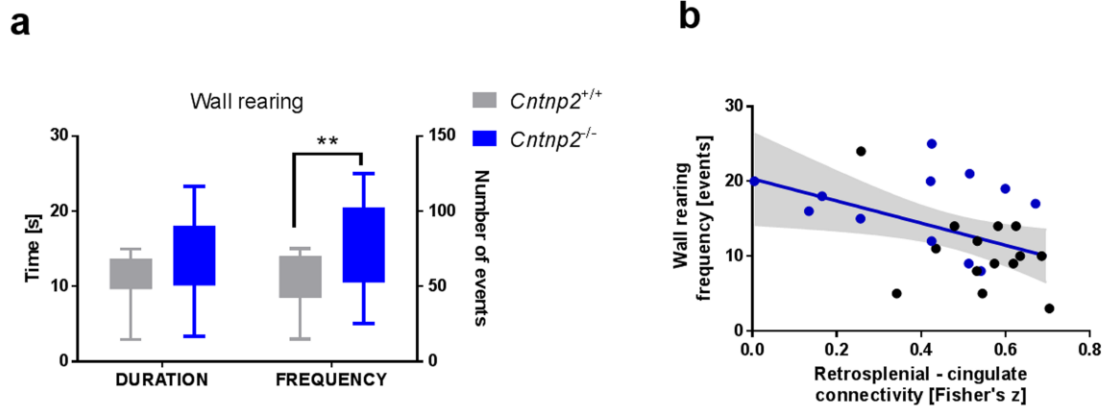 a
Wall rearing
Cntnp2+/+
Cntnp2-/-
**
30
20
10
0
Time [s]
150
100
50
0
Number of events
DURATION
FREQUENCY
b
30
20
10
0
Wall rearing
frequency [events]
0.0
0.2
0.4
0.6
0.8
Retrosplenial - cingulate
connectivity [Fisher's z]